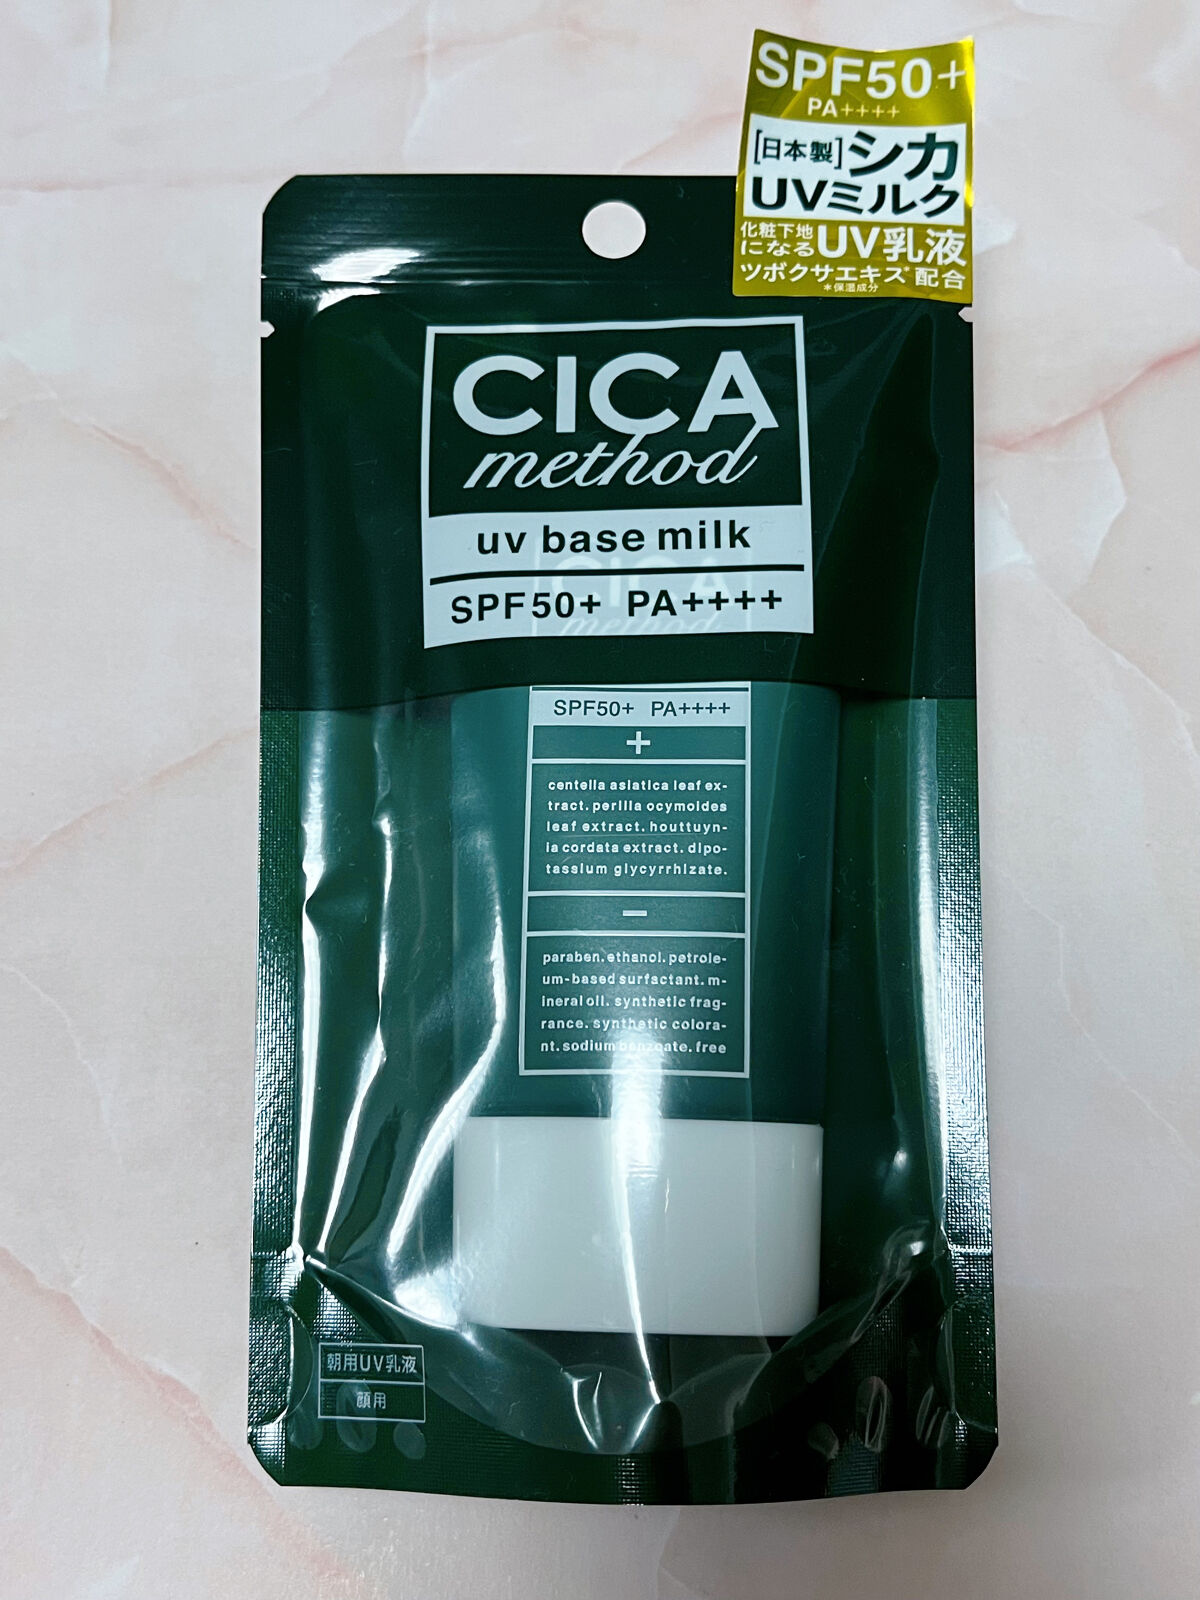 SPF50+
PA++++
[日本製]シカ
UVミルク
化粧下地
になるUV乳液
ツボクサエキス*配合
*保湿成分
CICA
method
uv base milk
SPF50+ PA++++
CICA
method
SPF50+ PA++++
+
centella asiatica leaf ex-
tract. perilla ocymoides
leaf extract. houttuyn-
ia cordata extract. dipo-
tassium glycyrrhizate.
−
paraben. ethanol. petrole-
um-based surfactant. m-
ineral oil. synthetic frag-
rance. synthetic colora-
nt. sodium benzoate. free
朝用UV乳液
顔用